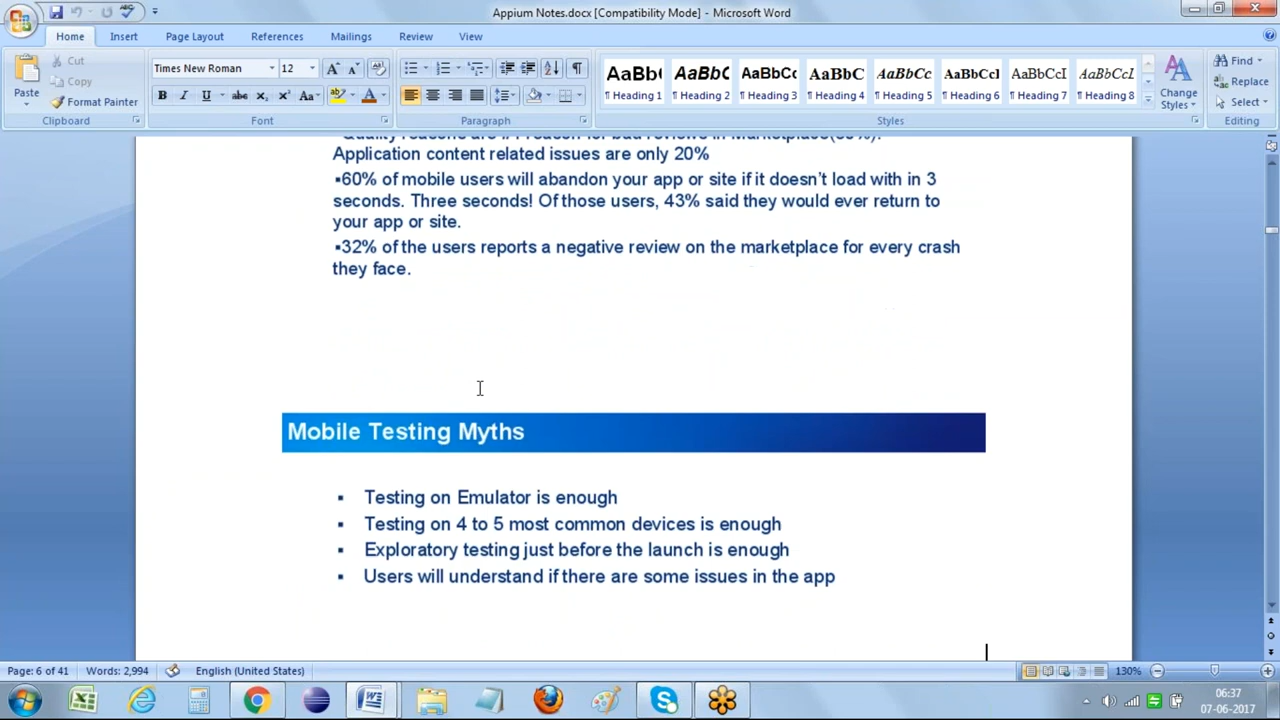 Appium Notes.docx [Compatibility Mode] - Microsoft Word
Home Insert Page Layout References Mailings Review View
Paste
Cut
Copy
Format Painter
Clipboard
Times New Roman 12
Font
Paragraph
AaBbC AaBbC AaBbCc AaBbC AaBbCc AaBbCcI AaBbCcI AaBbCcL
¶ Heading 1 ¶ Heading 2 ¶ Heading 3 ¶ Heading 4 ¶ Heading 5 ¶ Heading 6 ¶ Heading 7 ¶ Heading 8
Change Styles
Styles
Find
Replace
Select
Editing
Application content related issues are only 20%
▪60% of mobile users will abandon your app or site if it doesn't load with in 3
seconds. Three seconds! Of those users, 43% said they would ever return to
your app or site.
▪32% of the users reports a negative review on the marketplace for every crash
they face.
Mobile Testing Myths
▪ Testing on Emulator is enough
▪ Testing on 4 to 5 most common devices is enough
▪ Exploratory testing just before the launch is enough
▪ Users will understand if there are some issues in the app
Page: 6 of 41 Words: 2,994 English (United States) 130%
06:37
07-06-2017